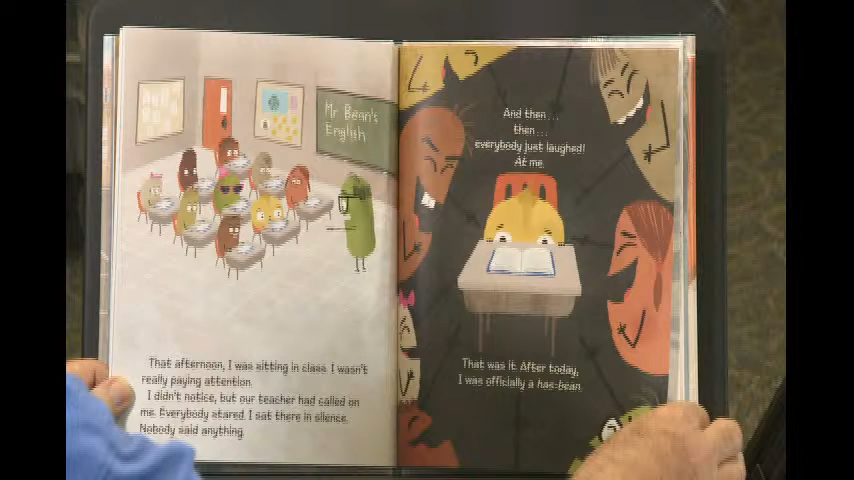 Mr Bean's
English
That afternoon, I was sitting in class. I wasn't
really paying attention.
I didn't notice, but our teacher had called on
me. Everybody stared. I sat there in silence.
Nobody said anything.
And then...
then...
everybody just laughed!
At me.
That was it. After today,
I was officially a has-bean.